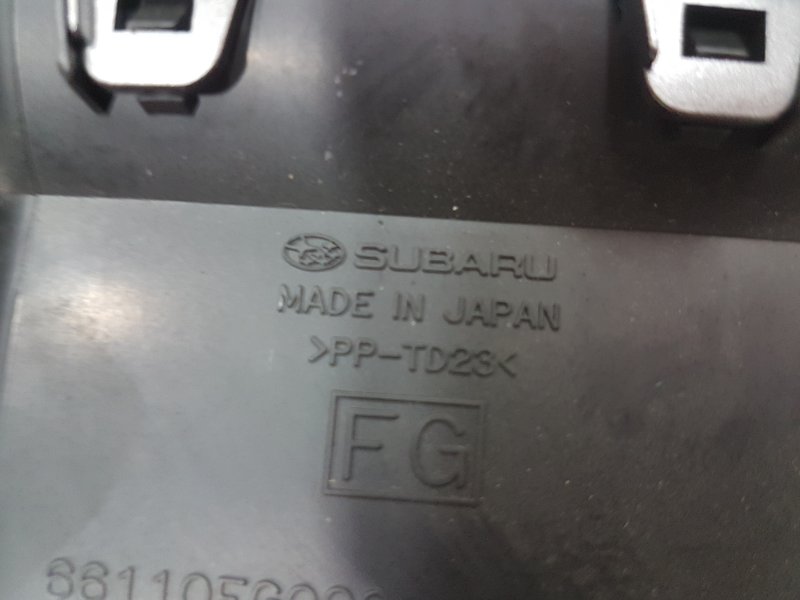 SUBARU
MADE IN JAPAN
>PP-TD23<
FG